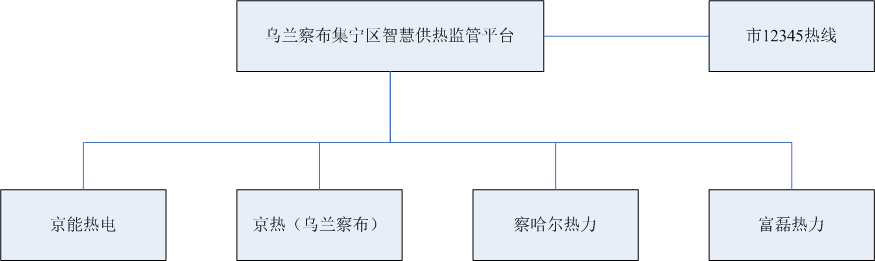 乌兰察布集宁区智慧供热监管平台
市12345热线
京能热电
京热（乌兰察布）
察哈尔热力
富磊热力